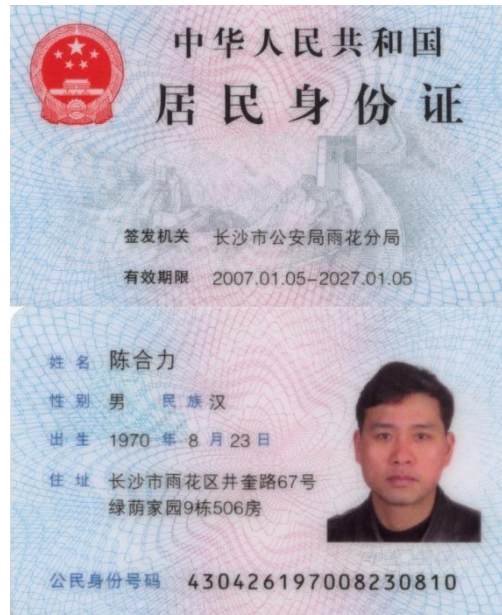 中华人民共和国
居民身份证
签发机关 长沙市公安局雨花分局
有效期限 2007.01.05-2027.01.05
姓名 陈合力
性别 男 民族 汉
出生 1970 年 8 月 23 日
住址 长沙市雨花区井奎路67号
绿荫家园9栋506房
公民身份号码 430426197008230810